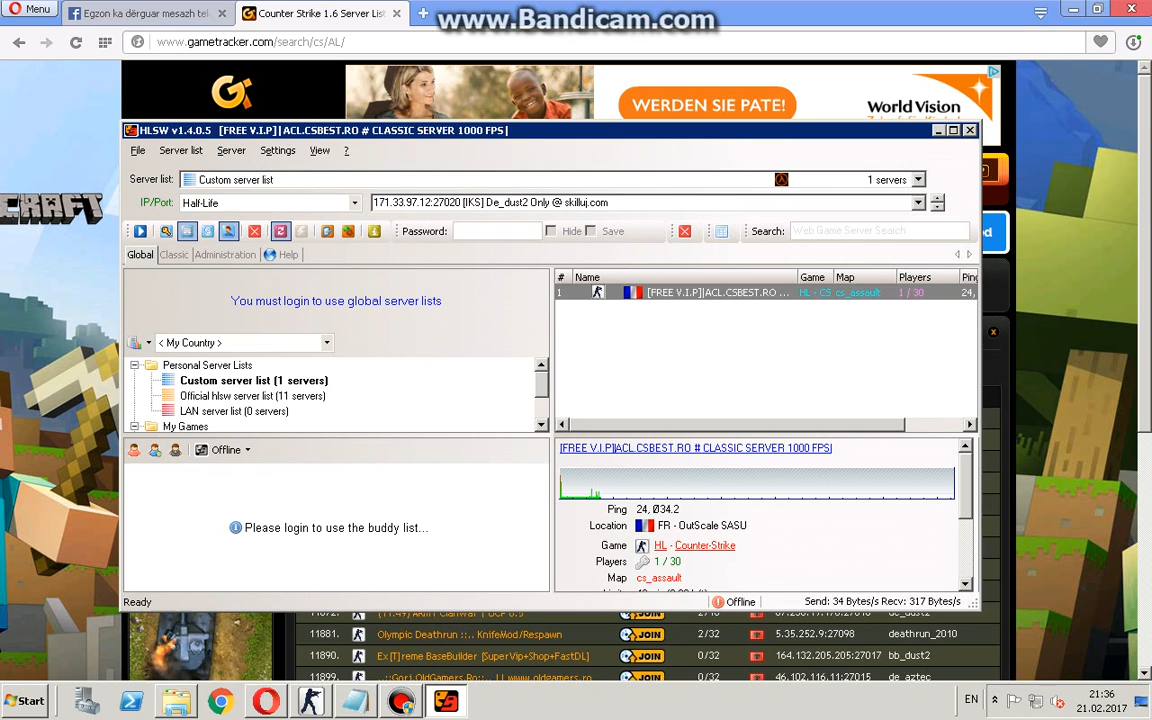 Menu
Egzon ka dërguar mesazh tek
Counter Strike 1.6 Server List
www.Bandicam.com
www.gametracker.com/search/cs/AL/
WERDEN SIE PATE!
World Vision
HLSW v1.4.0.5 [FREE V.I.P]|ACL.CSBEST.RO # CLASSIC SERVER 1000 FPS|
File Server list Server Settings View ?
Server list: Custom server list 1 servers
IP/Port: Half-Life 171.33.97.12:27020 [IKS] De_dust2 Only @ skilluj.com
Password: Hide Save Search: Web Game Server Search
Global Classic Administration Help
You must login to use global server lists
< My Country >
Personal Server Lists
Custom server list (1 servers)
Official hlsw server list (11 servers)
LAN server list (0 servers)
My Games
# Name Game Map Players Ping
1 [FREE V.I.P]|ACL.CSBEST.RO ... HL - CS cs_assault 1 / 30 24,
Offline
Please login to use the buddy list...
[FREE V.I.P]|ACL.CSBEST.RO # CLASSIC SERVER 1000 FPS|
Ping 24, Ø34.2
Location FR - OutScale SASU
Game HL - Counter-Strike
Players 1 / 30
Map cs_assault
Ready Offline Send: 34 Bytes/s Recv: 317 Bytes/s
11881. Olympic Deathrun ::.. KnifeMod/Respawn JOIN 2/32 5.35.252.9:27098 deathrun_2010
11890. Ex[T]reme BaseBuilder [SuperVip+Shop+FastDL] JOIN 0/32 164.132.205.205:27017 bb_dust2
11899. ..::Gori.OldGamers.Ro::.. | | www.oldgamers.ro JOIN 0/32 46.102.116.11:27015 de_aztec
Start EN 21:36
21.02.2017